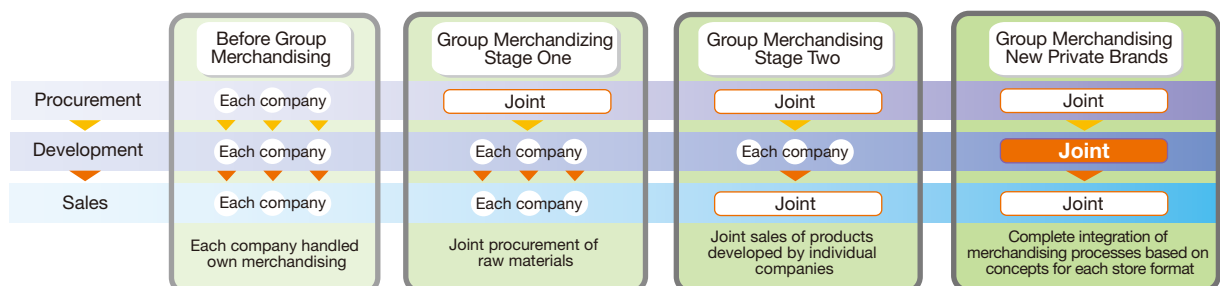 Before Group
Merchandising
Group Merchandizing
Stage One
Group Merchandising
Stage Two
Group Merchandising
New Private Brands
Procurement
Each company
Joint
Joint
Joint
Development
Each company
Each company
Each company
Joint
Sales
Each company
Each company
Joint
Joint
Each company handled
own merchandising
Joint procurement of
raw materials
Joint sales of products
developed by individual
companies
Complete integration of
merchandising processes based on
concepts for each store format